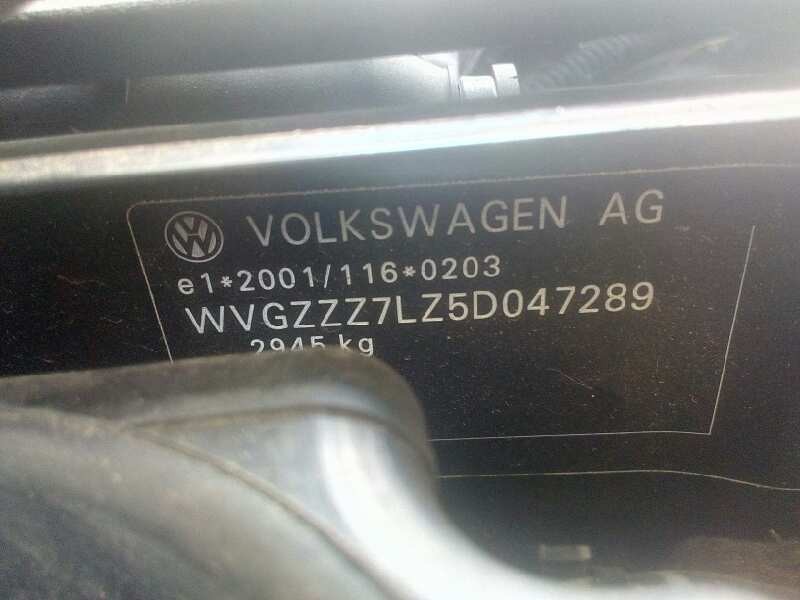 VOLKSWAGEN AG
e1*2001/116*0203
WVGZZZ7LZ5D047289
2945 kg